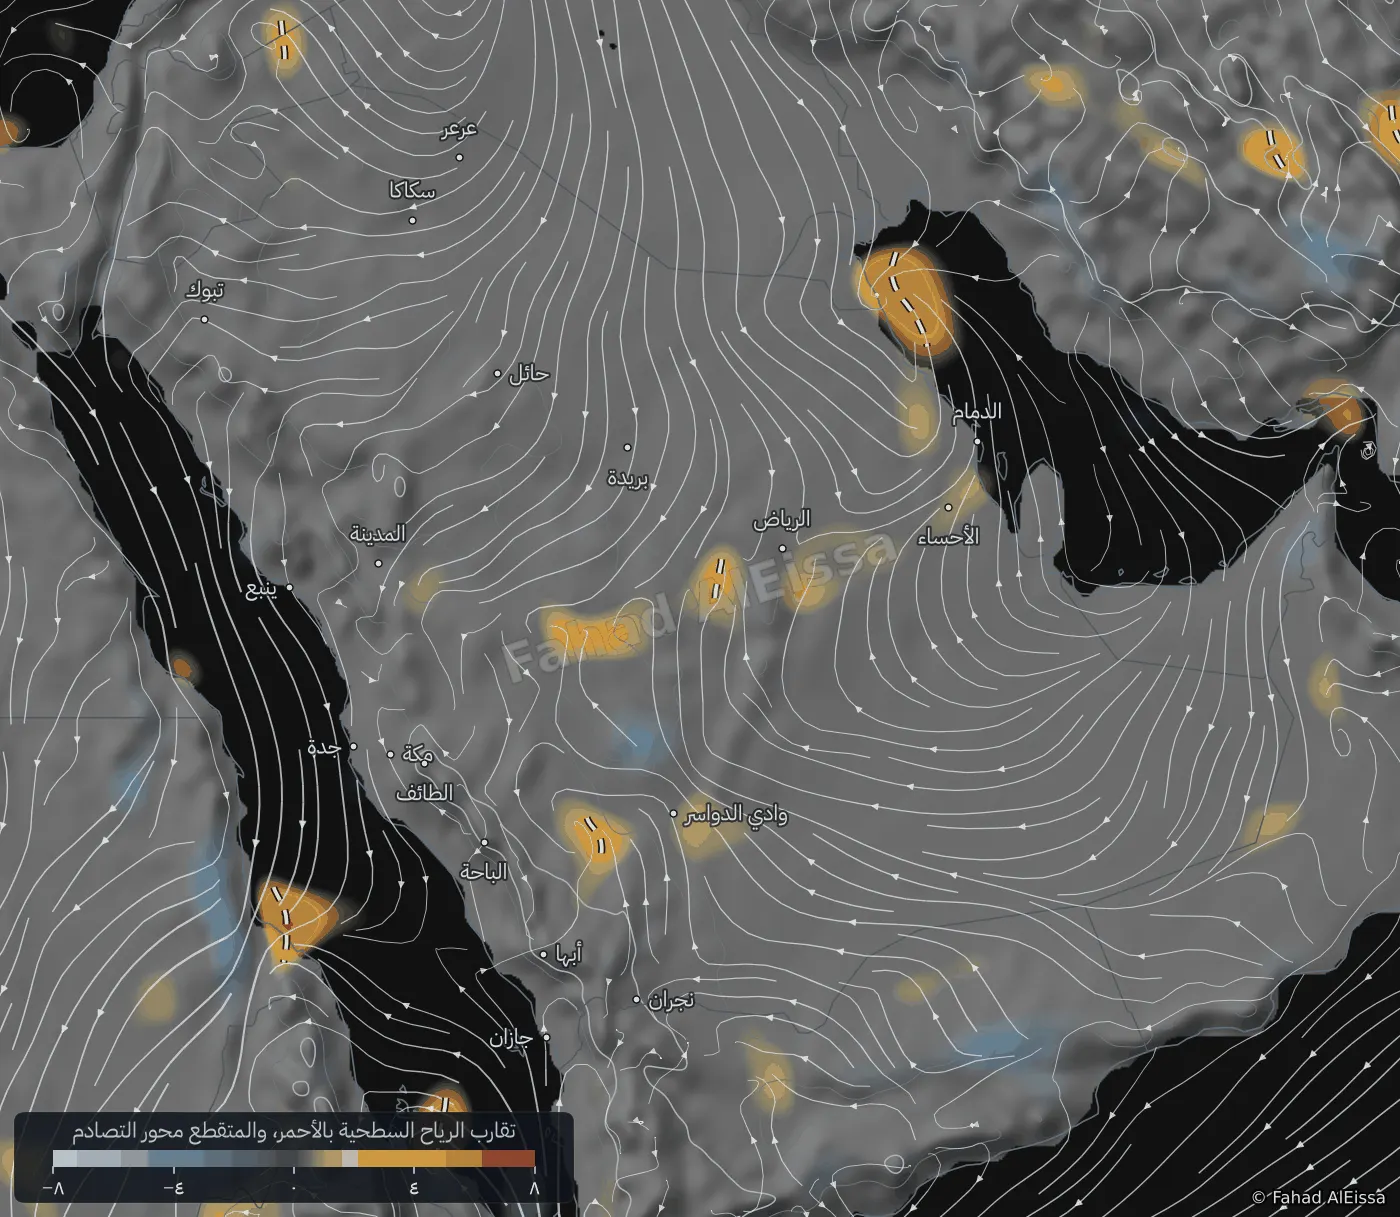 عرعر
سكاكا
تبوك
حائل
الدمام
بريدة
الرياض
الأحساء
المدينة
ينبع
Fahad AlEissa
جدة
مكة
الطائف
وادي الدواسر
الباحة
أبها
نجران
جازان
تقارب الرياح السطحية بالأحمر، والمتقطع محور التصادم
−٨ −٤ ٠ ٤ ٨
© Fahad AlEissa